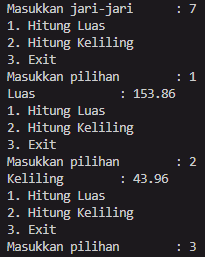 Masukkan jari-jari : 7
1. Hitung Luas
2. Hitung Keliling
3. Exit
Masukkan pilihan : 1
Luas : 153.86
1. Hitung Luas
2. Hitung Keliling
3. Exit
Masukkan pilihan : 2
Keliling : 43.96
1. Hitung Luas
2. Hitung Keliling
3. Exit
Masukkan pilihan : 3